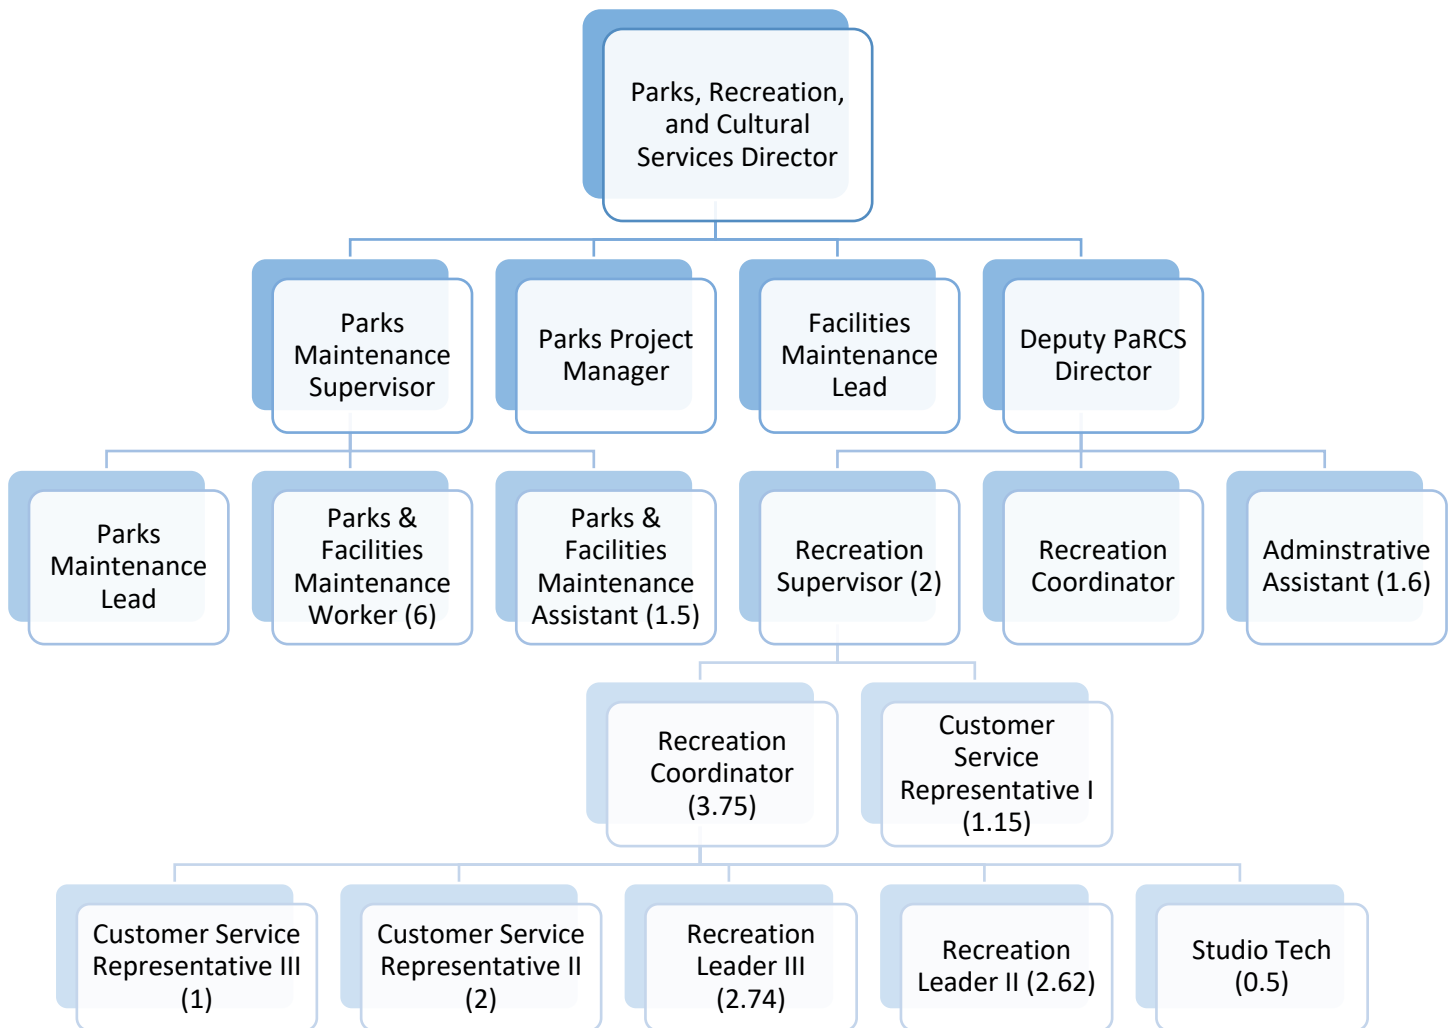 Parks, Recreation,
and Cultural
Services Director
Parks
Maintenance
Supervisor
Parks Project
Manager
Facilities
Maintenance
Lead
Deputy PaRCS
Director
Parks
Maintenance
Lead
Parks &
Facilities
Maintenance
Worker (6)
Parks &
Facilities
Maintenance
Assistant (1.5)
Recreation
Supervisor (2)
Recreation
Coordinator
Adminstrative
Assistant (1.6)
Recreation
Coordinator
(3.75)
Customer
Service
Representative I
(1.15)
Customer Service
Representative III
(1)
Customer Service
Representative II
(2)
Recreation
Leader III
(2.74)
Recreation
Leader II (2.62)
Studio Tech
(0.5)